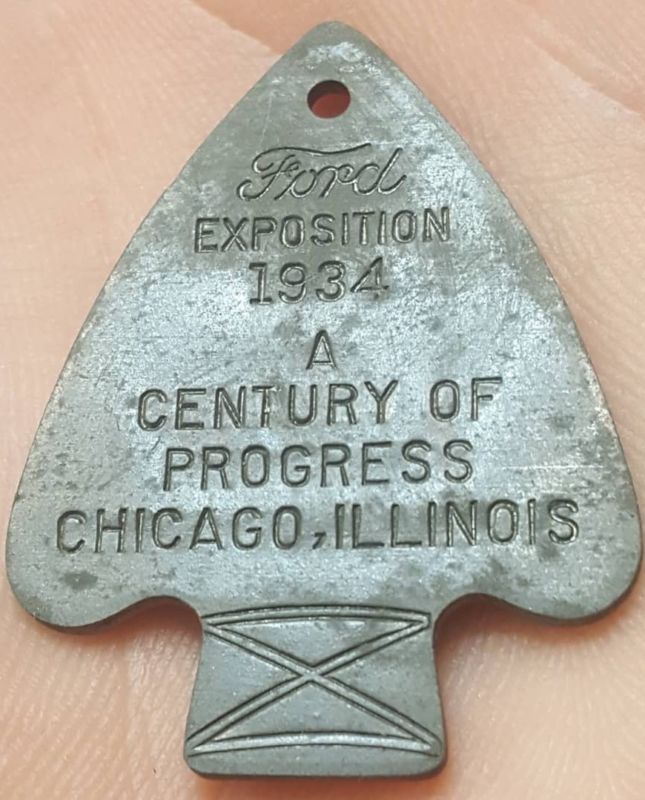 Ford
EXPOSITION
1934
A
CENTURY OF
PROGRESS
CHICAGO, ILLINOIS